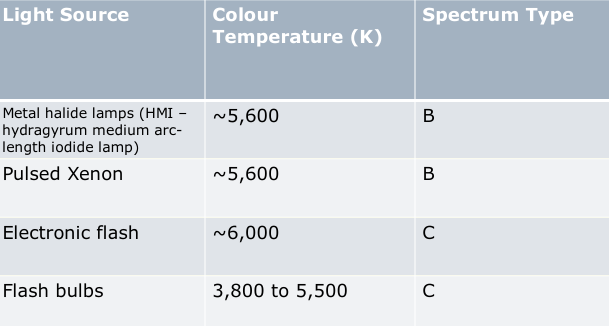 Light Source
Colour
Temperature (K)
Spectrum Type
Metal halide lamps (HMI –
hydragyrum medium arc-
length iodide lamp)
~5,600
B
Pulsed Xenon
~5,600
B
Electronic flash
~6,000
C
Flash bulbs
3,800 to 5,500
C